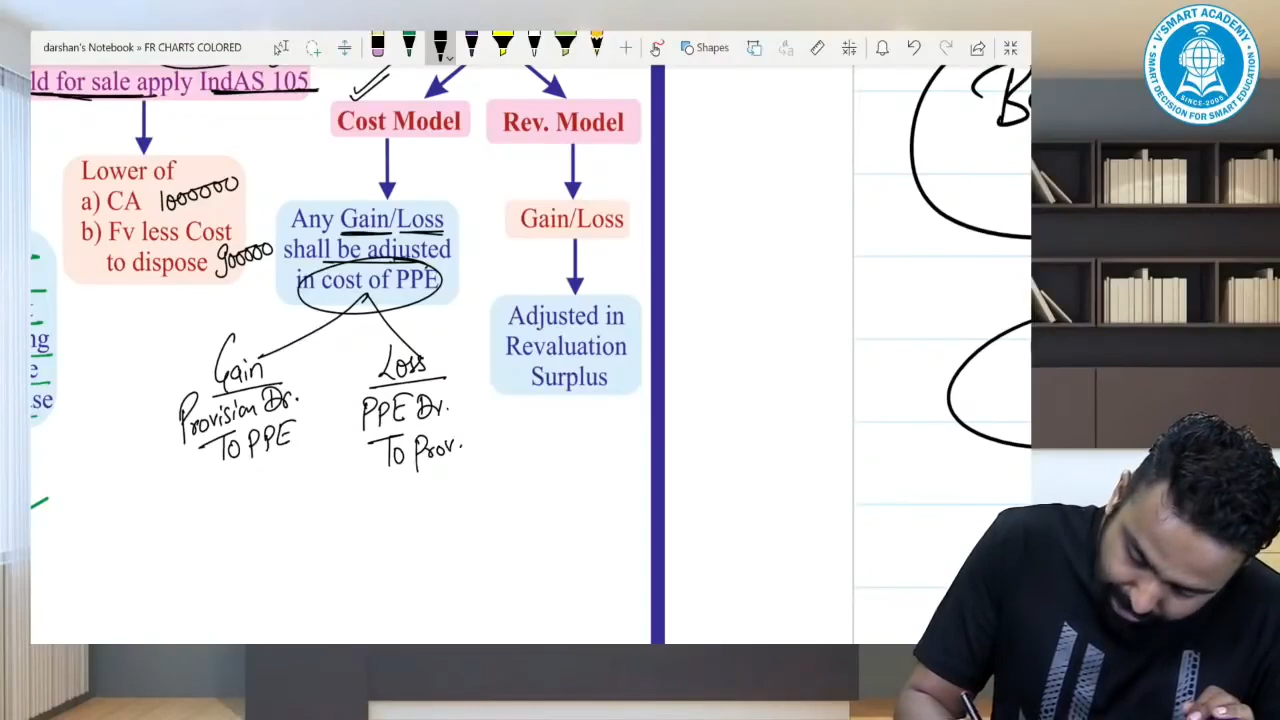 darshan's Notebook » FR CHARTS COLORED
Shapes
ld for sale apply IndAS 105
Lower of
a) CA 1000000
b) Fv less Cost
to dispose 900000
Cost Model
Any Gain/Loss
shall be adjusted
in cost of PPE
Gain
Provision Dr.
To PPE
Loss
PPE Dr.
To Prov.
Rev. Model
Gain/Loss
Adjusted in
Revaluation
Surplus
ng
e
se
V'SMART ACADEMY
SINCE-2005
SMART DECISION FOR SMART EDUCATION